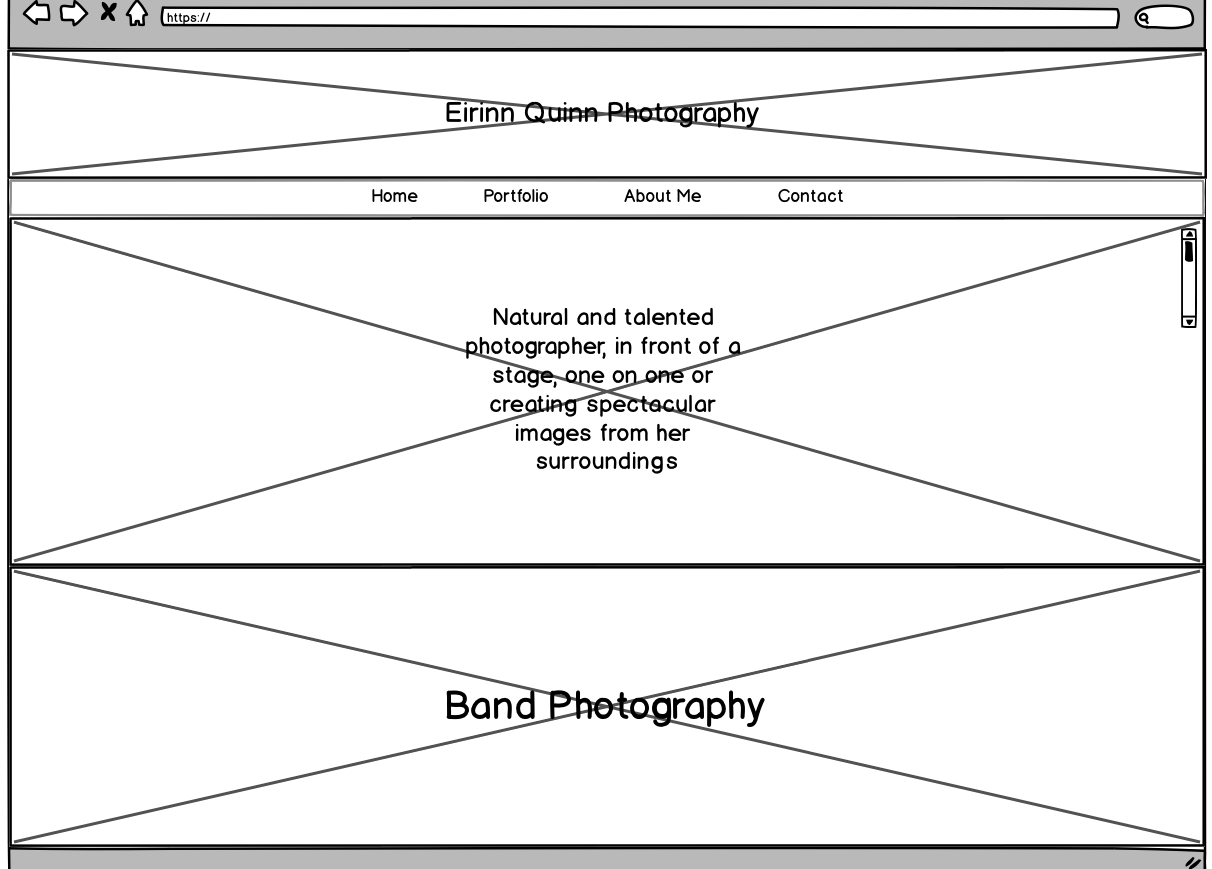 https://
Eirinn Quinn Photography
Home Portfolio About Me Contact
Natural and talented
photographer, in front of a
stage, one on one or
creating spectacular
images from her
surroundings
Band Photography